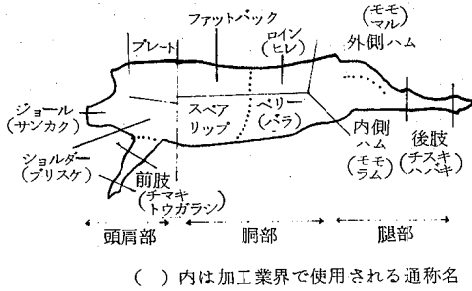 ファットバック
プレート
ロイン
(ヒレ)
(モモ
マル)
外側ハム
ジョール
(サンカク)
スペア
リップ
ベリー
(バラ)
ショルダー
(ブリスケ)
前肢
(チマキ
トウガラシ)
内側
ハム
(モモ
ラム)
後肢
(チスキ
ハバキ)
頭肩部
胴部
腿部
( )内は加工業界で使用される通称名